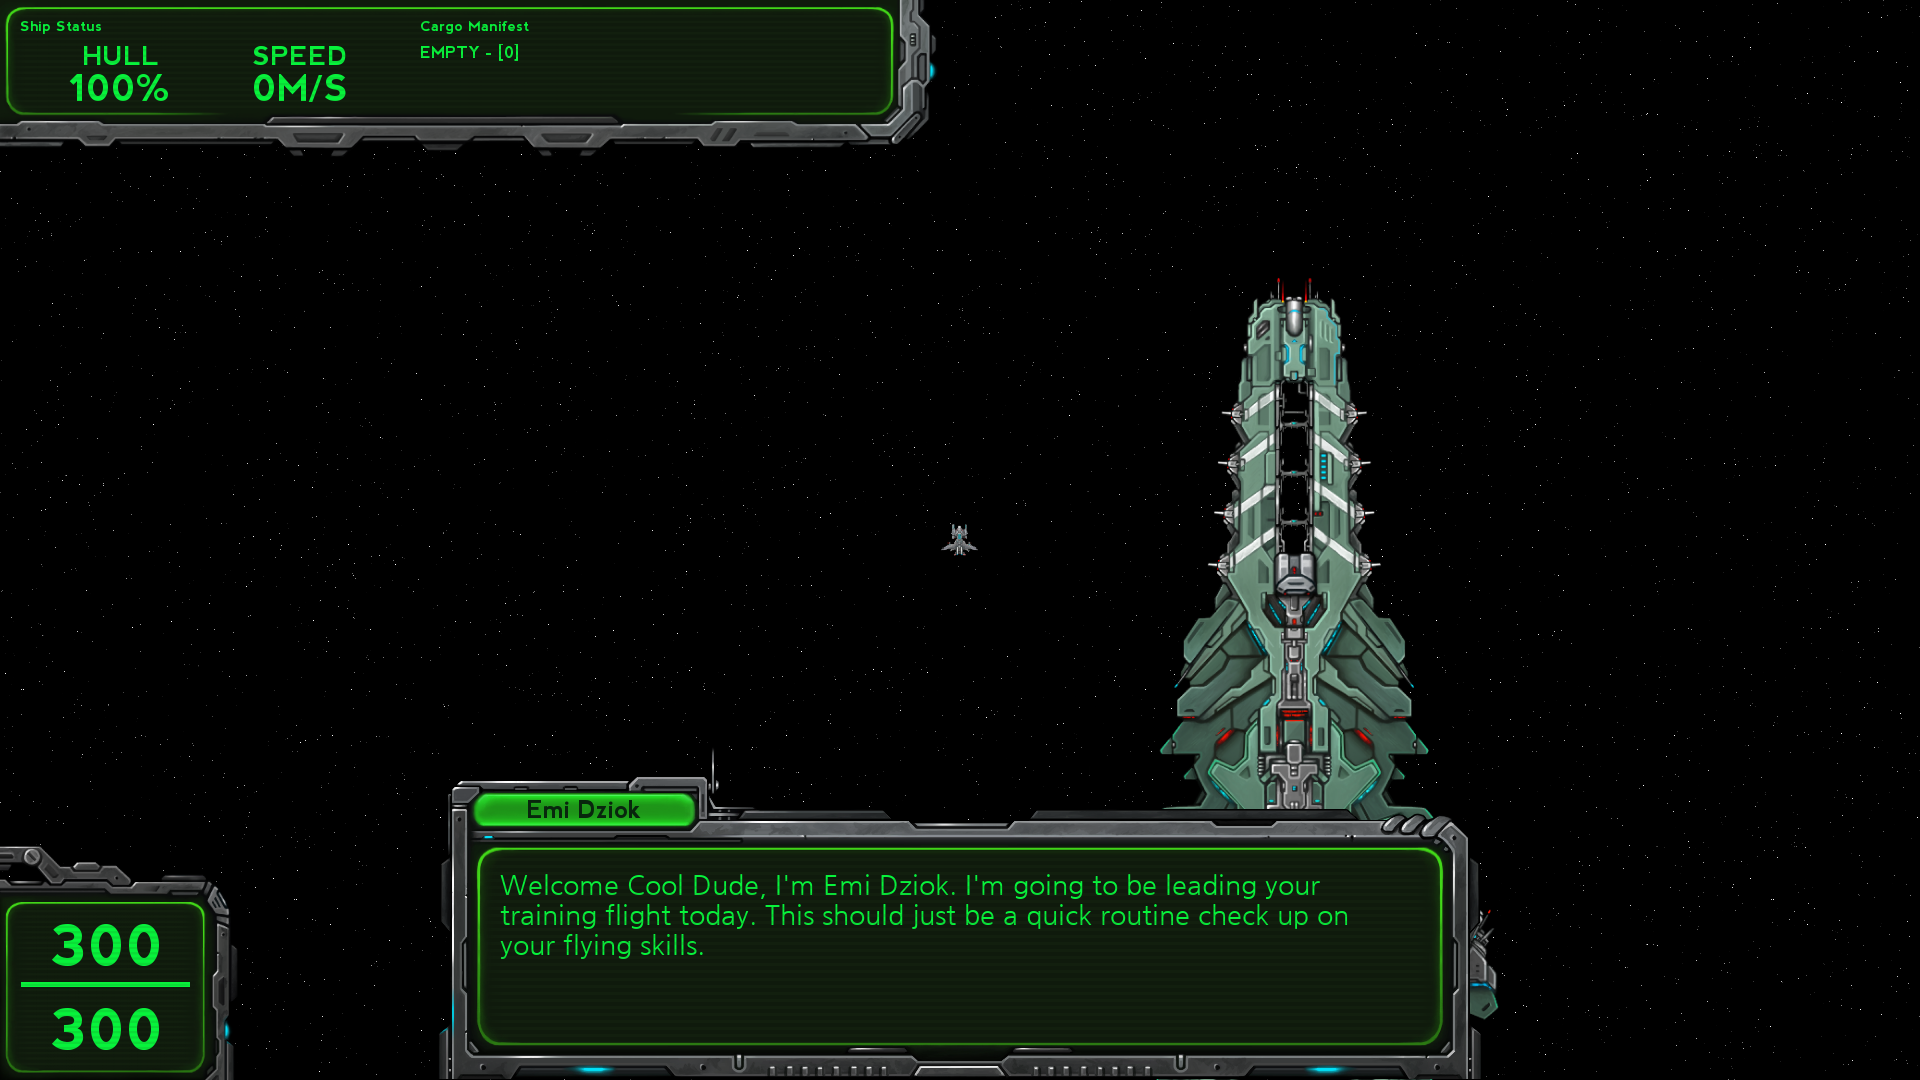 Ship Status
HULL
100%
SPEED
0M/S
Cargo Manifest
EMPTY - [0]
Emi Dziok
Welcome Cool Dude, I'm Emi Dziok. I'm going to be leading your
training flight today. This should just be a quick routine check up on
your flying skills.
300
300